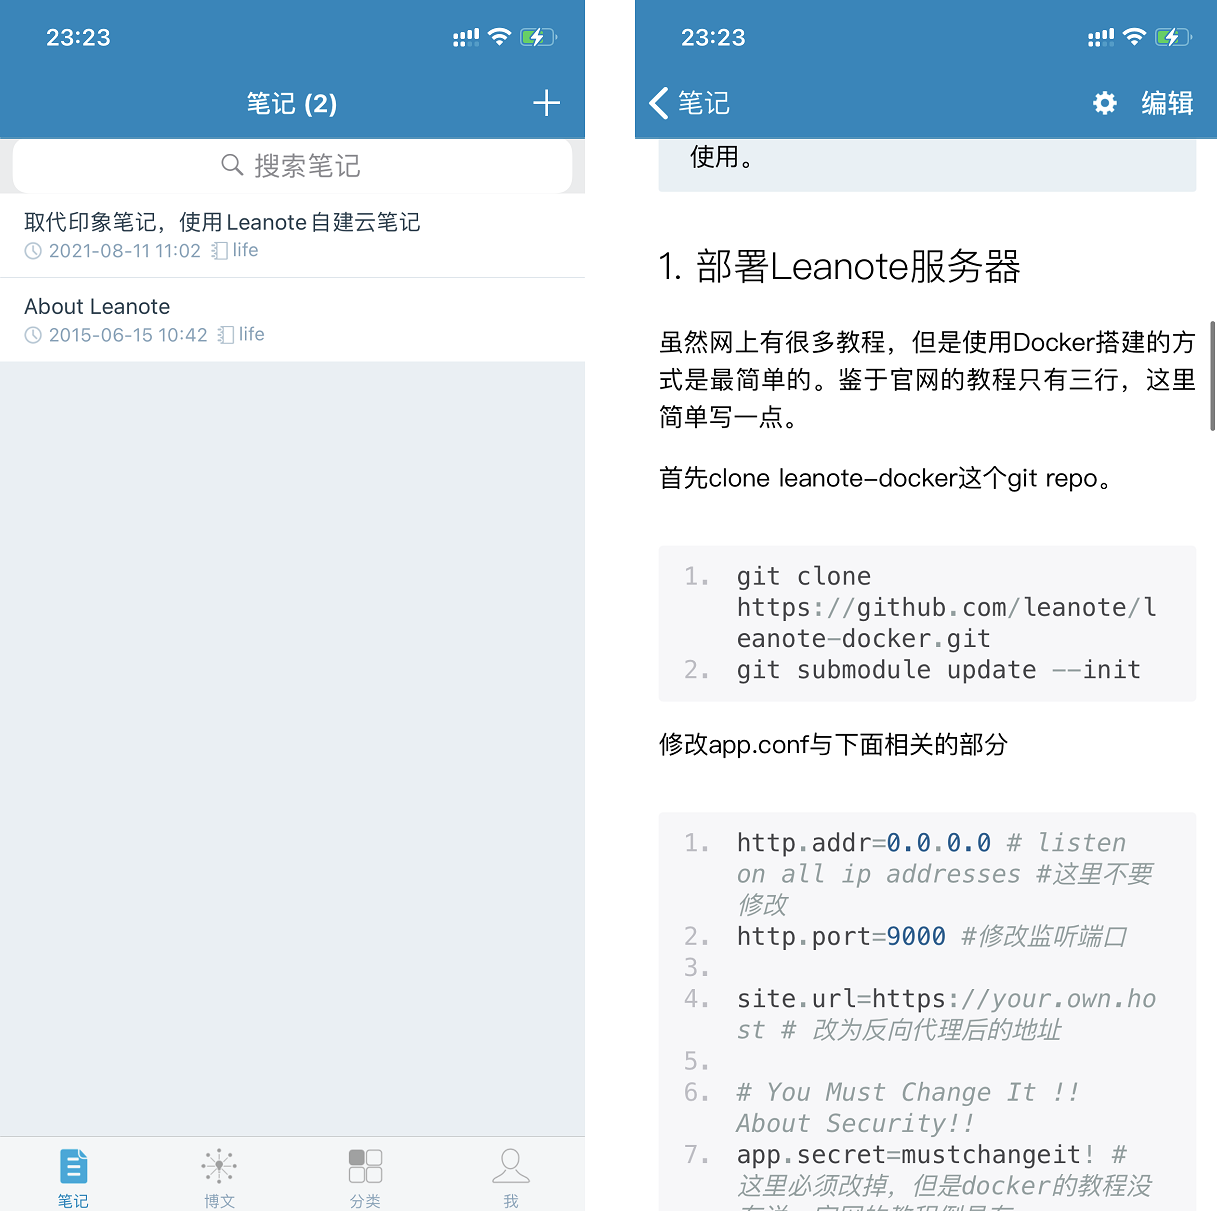 23:23
笔记 (2)
搜索笔记
取代印象笔记，使用Leanote自建云笔记
2021-08-11 11:02 life
About Leanote
2015-06-15 10:42 life
笔记 博文 分类 我
23:23
笔记 编辑
使用。
1. 部署Leanote服务器
虽然网上有很多教程，但是使用Docker搭建的方
式是最简单的。鉴于官网的教程只有三行，这里
简单写一点。
首先clone leanote-docker这个git repo。
1. git clone
https://github.com/leanote/l
eanote-docker.git
2. git submodule update --init
修改app.conf与下面相关的部分
1. http.addr=0.0.0.0 # listen
on all ip addresses #这里不要
修改
2. http.port=9000 #修改监听端口
3.
4. site.url=https://your.own.ho
st # 改为反向代理后的地址
5.
6. # You Must Change It !!
About Security!!
7. app.secret=mustchangeit! #
这里必须改掉，但是docker的教程没